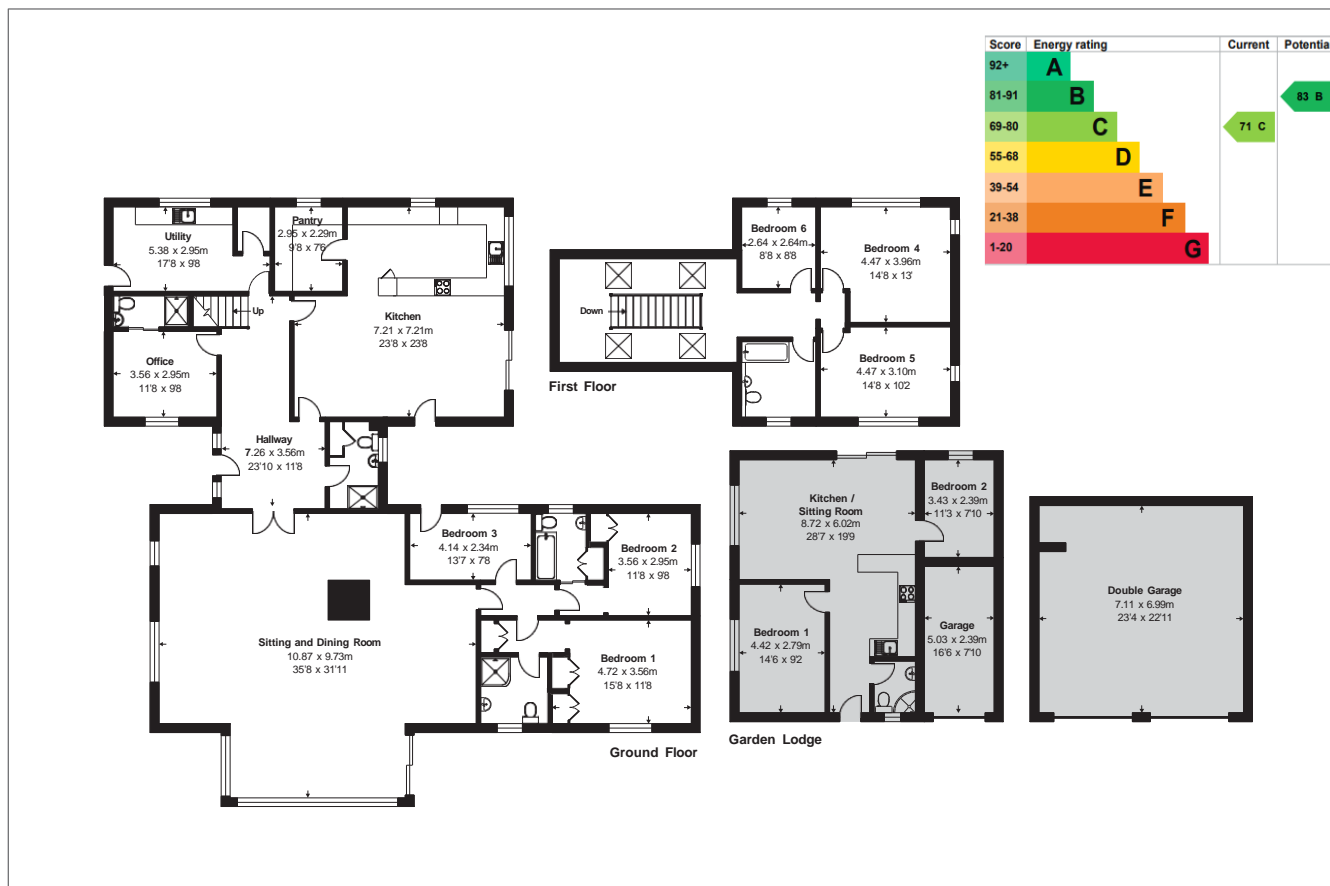 Score Energy rating Current Potentia
92+ A
81-91 B 83 B
69-80 C 71 C
55-68 D
39-54 E
21-38 F
1-20 G
Utility
5.38 x 2.95m
17'8 x 9'8
Pantry
2.95 x 2.29m
9'8 x 7'6
Up
Kitchen
7.21 x 7.21m
23'8 x 23'8
Office
3.56 x 2.95m
11'8 x 9'8
Hallway
7.26 x 3.56m
23'10 x 11'8
Bedroom 3
4.14 x 2.34m
13'7 x 7'8
Bedroom 2
3.56 x 2.95m
11'8 x 9'8
Sitting and Dining Room
10.87 x 9.73m
35'8 x 31'11
Bedroom 1
4.72 x 3.56m
15'8 x 11'8
Ground Floor
Bedroom 6
2.64 x 2.64m
8'8 x 8'8
Bedroom 4
4.47 x 3.96m
14'8 x 13'
Down
Bedroom 5
4.47 x 3.10m
14'8 x 10'2
First Floor
Kitchen /
Sitting Room
8.72 x 6.02m
28'7 x 19'9
Bedroom 2
3.43 x 2.39m
11'3 x 7'10
Bedroom 1
4.42 x 2.79m
14'6 x 9'2
Garage
5.03 x 2.39m
16'6 x 7'10
Garden Lodge
Double Garage
7.11 x 6.99m
23'4 x 22'11